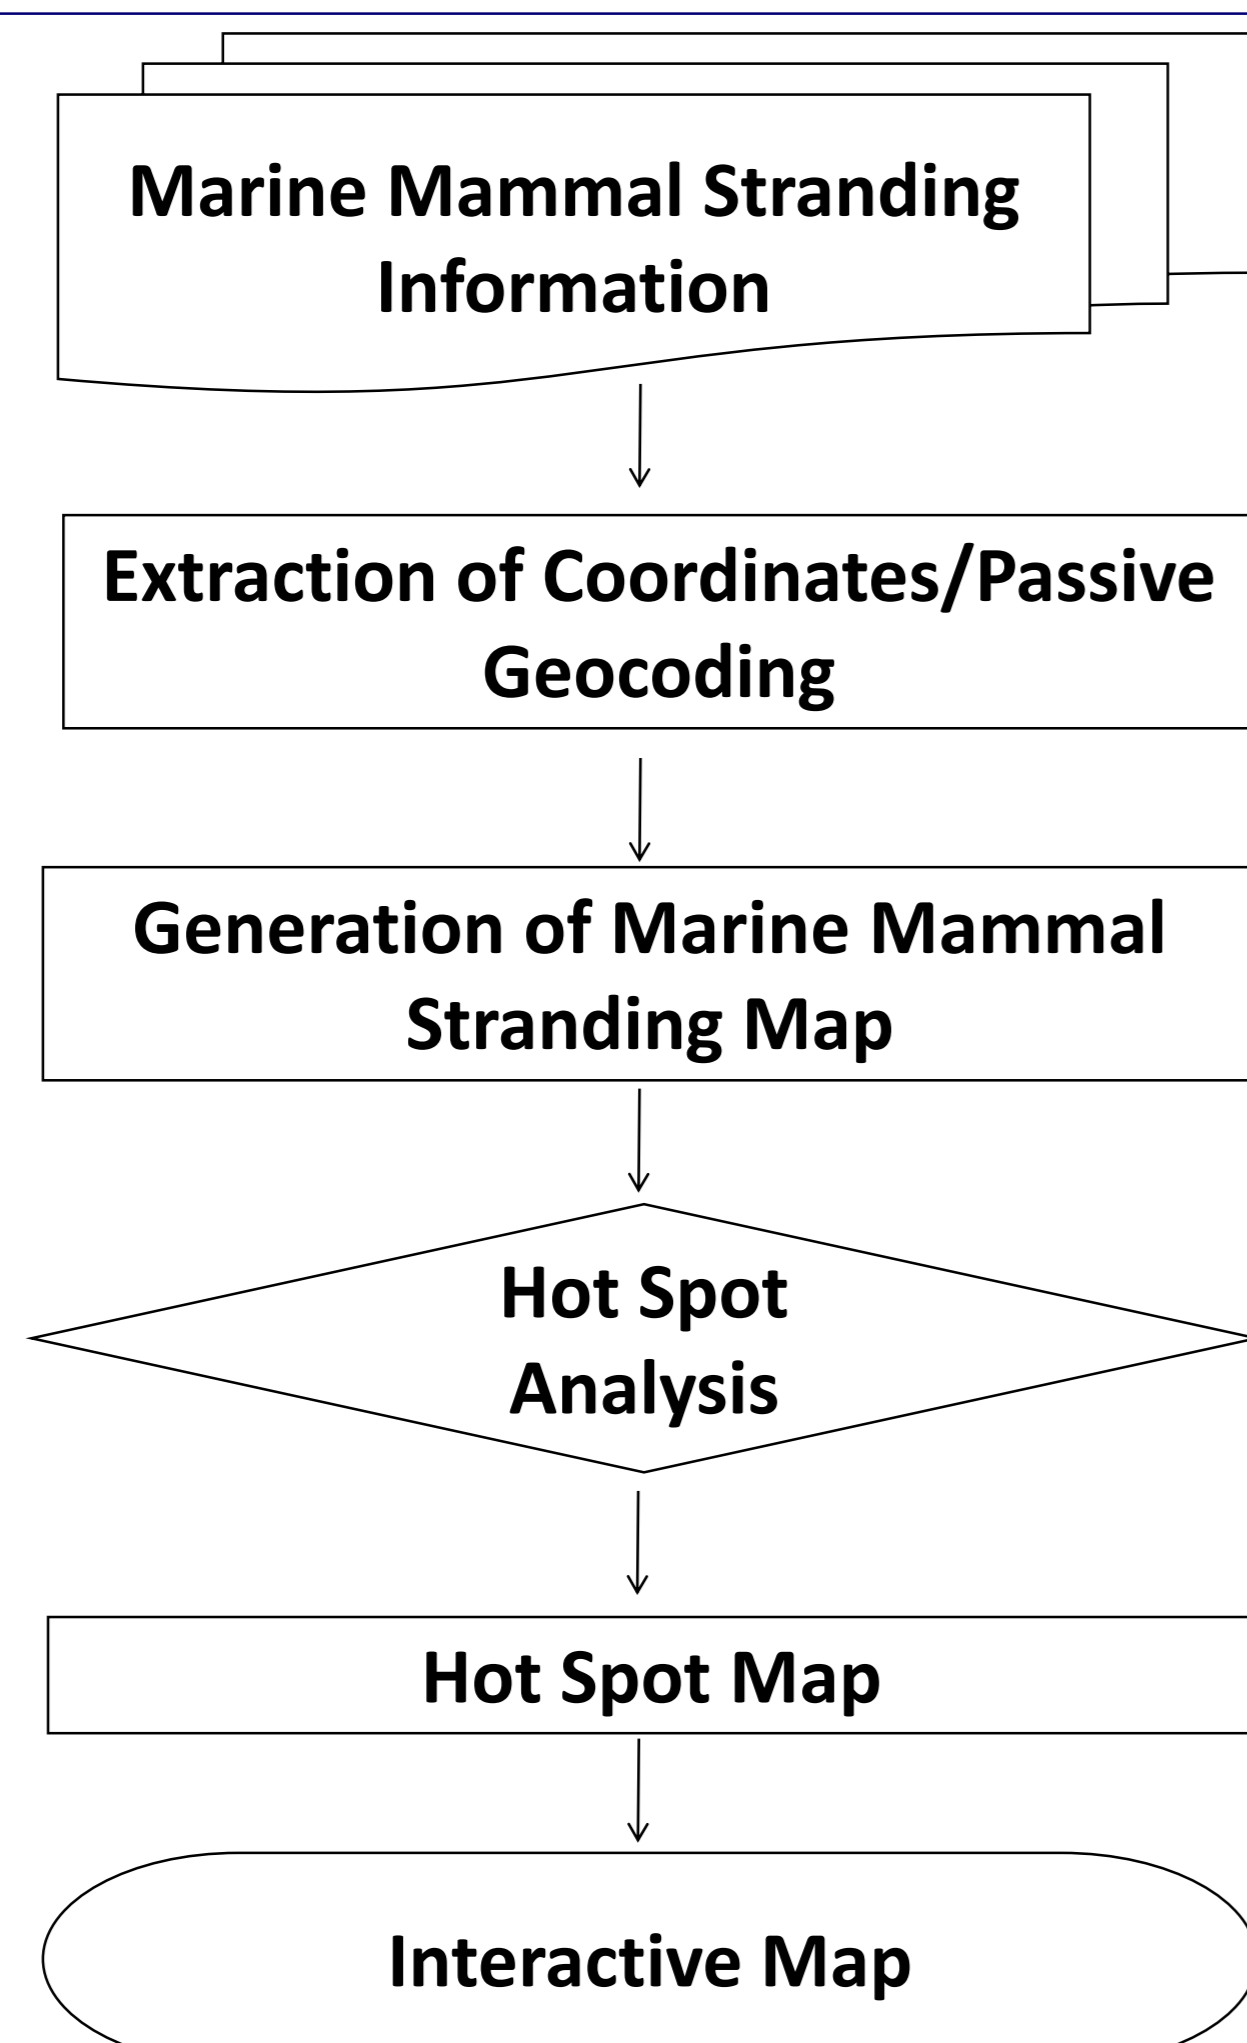 Marine Mammal Stranding
Information
Extraction of Coordinates/Passive
Geocoding
Generation of Marine Mammal
Stranding Map
Hot Spot
Analysis
Hot Spot Map
Interactive Map